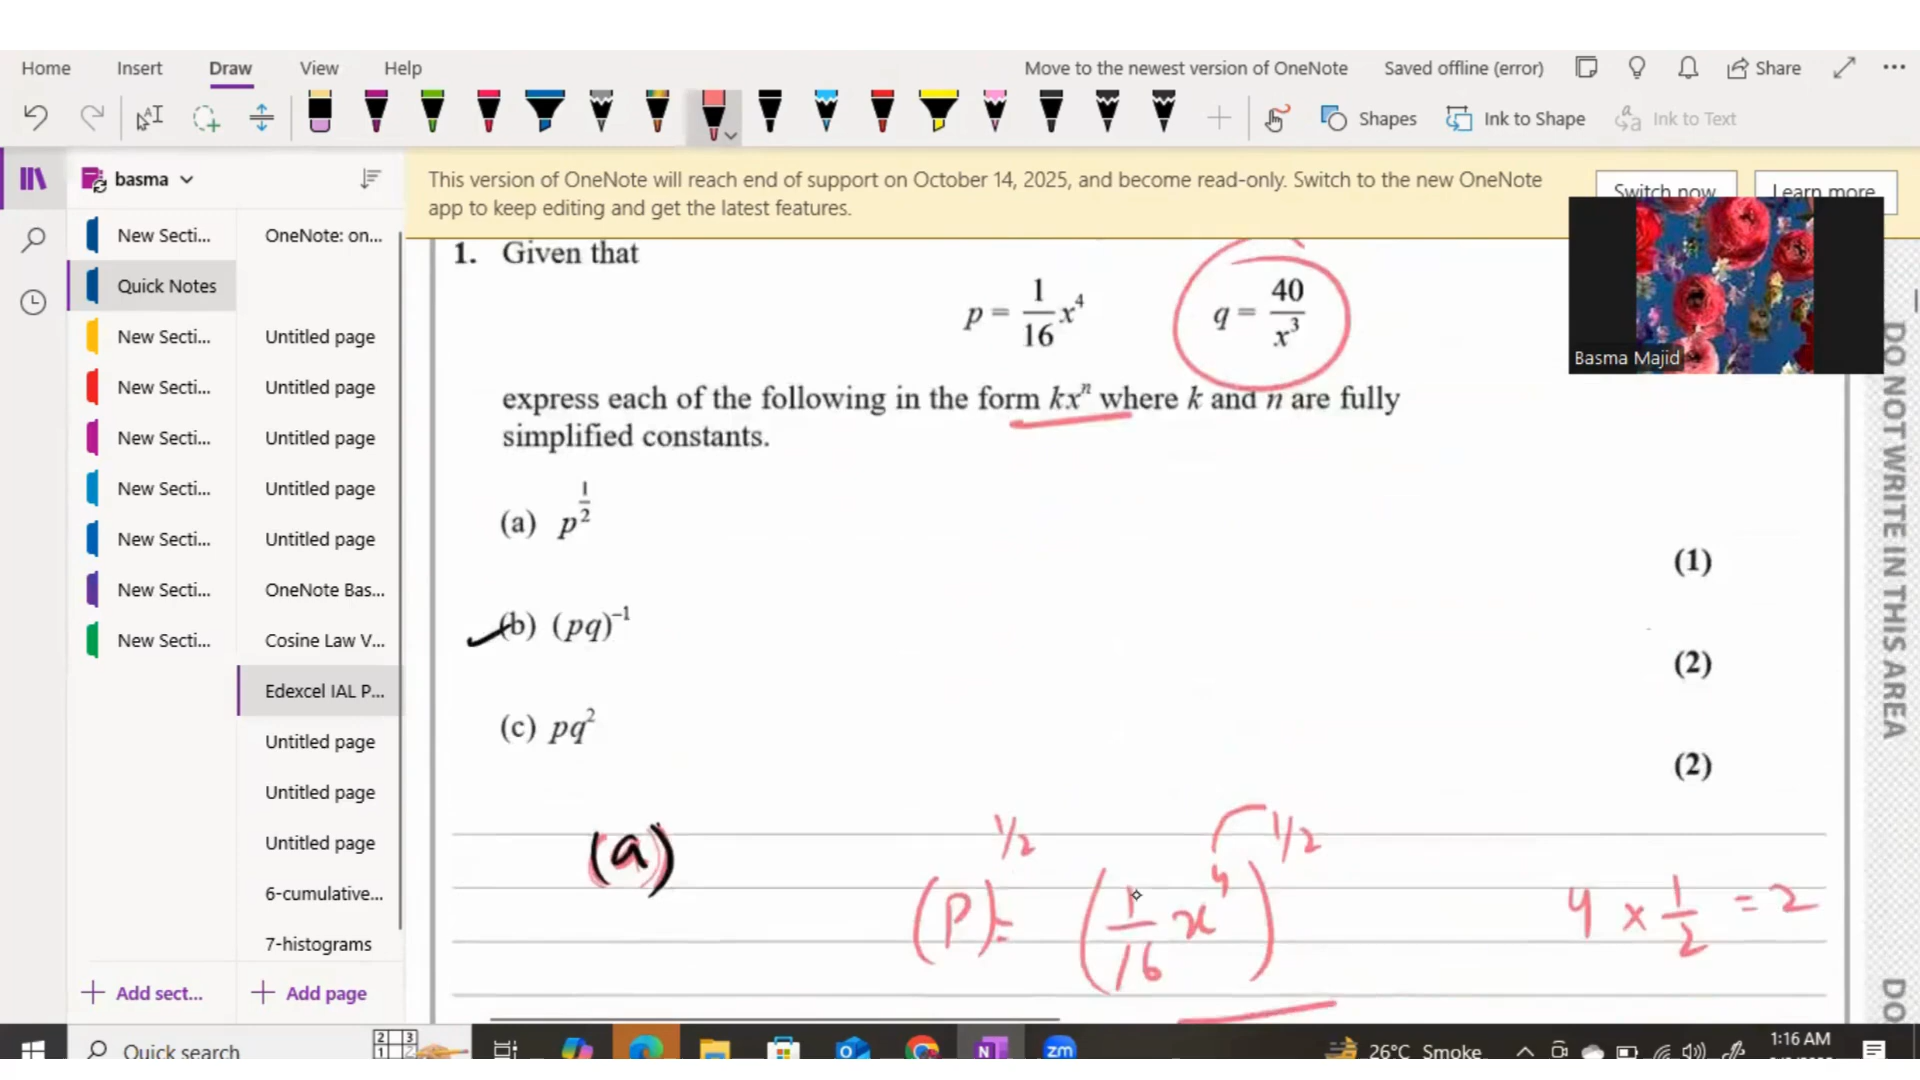 Home Insert Draw View Help Move to the newest version of OneNote Saved offline (error) Share
Shapes Ink to Shape Ink to Text
basma
This version of OneNote will reach end of support on October 14, 2025, and become read-only. Switch to the new OneNote
app to keep editing and get the latest features.
Switch now Learn more
New Secti...
Quick Notes
New Secti...
New Secti...
New Secti...
New Secti...
New Secti...
New Secti...
New Secti...
OneNote: on...
Untitled page
Untitled page
Untitled page
Untitled page
Untitled page
OneNote Bas...
Cosine Law V...
Edexcel IAL P...
Untitled page
Untitled page
Untitled page
6-cumulative...
7-histograms
Add sect... Add page
Basma Majid
1. Given that
p = 1/16 x⁴ q = 40/x³
express each of the following in the form kxⁿ where k and n are fully
simplified constants.
(a) p^1/2
(1)
(b) (pq)⁻¹
(2)
(c) pq²
(2)
(a) (P)^1/2 = (1/16 x⁴)^1/2 4 × 1/2 = 2
DO NOT WRITE IN THIS AREA
DO
Quick search
26°C Smoke
1:16 AM